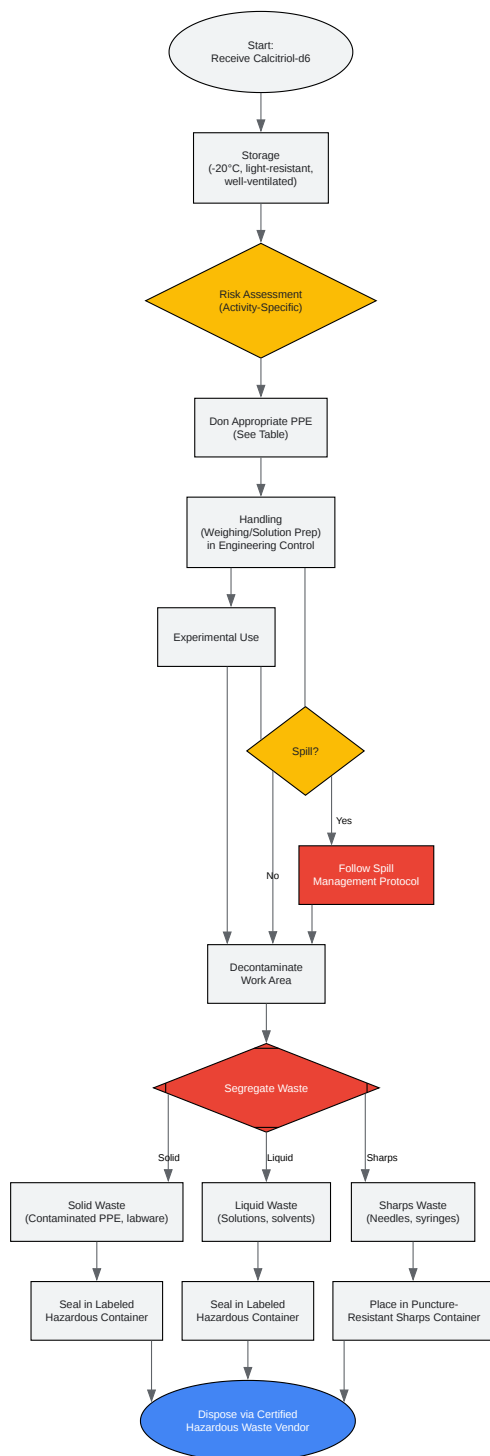 Start:
Receive Calcitriol-d6
Storage
(-20°C, light-resistant,
well-ventilated)
Risk Assessment
(Activity-Specific)
Don Appropriate PPE
(See Table)
Handling
(Weighing/Solution Prep)
in Engineering Control
Experimental Use
Spill?
Yes
Follow Spill
Management Protocol
No
Decontaminate
Work Area
Segregate Waste
Solid
Liquid
Sharps
Solid Waste
(Contaminated PPE, labware)
Liquid Waste
(Solutions, solvents)
Sharps Waste
(Needles, syringes)
Seal in Labeled
Hazardous Container
Seal in Labeled
Hazardous Container
Place in Puncture-
Resistant Sharps Container
Dispose via Certified
Hazardous Waste Vendor